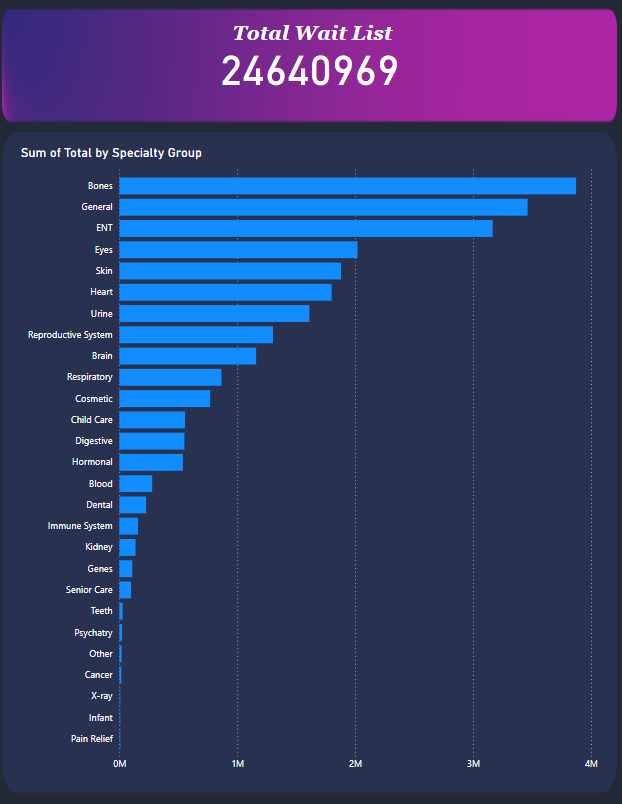 Total Wait List
24640969
Sum of Total by Specialty Group
Bones
General
ENT
Eyes
Skin
Heart
Urine
Reproductive System
Brain
Respiratory
Cosmetic
Child Care
Digestive
Hormonal
Blood
Dental
Immune System
Kidney
Genes
Senior Care
Teeth
Psychatry
Other
Cancer
X-ray
Infant
Pain Relief
0M 1M 2M 3M 4M